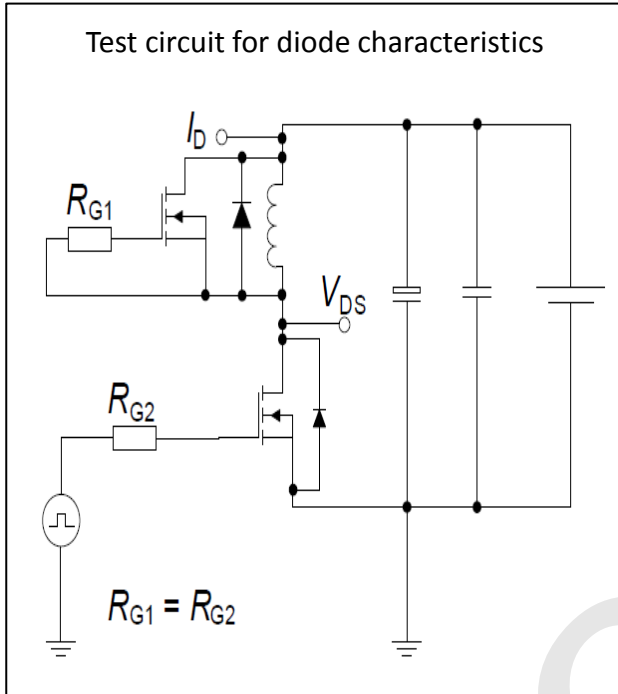 Test circuit for diode characteristics
I_D
R_G1
V_DS
R_G2
R_G1 = R_G2